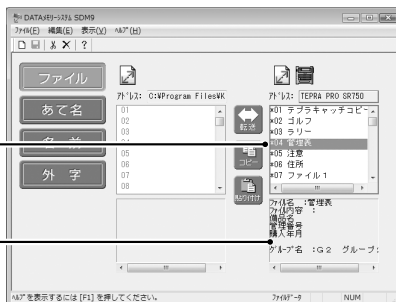 DATAメモリーシステム SDM9
ファイル(F) 編集(E) 表示(V) ヘルプ(H)
ファイル
あて名
外 字
アドレス: C:¥Program Files¥K
01
02
03
05
06
07
08
転送
コピー
貼り付け
アドレス: TEPRA PRO SR750
*01 テプラキャッチコピー
*02 ゴルフ
*03 ラリー
*04 管理表
*05 注意
*06 住所
*07 ファイル1
ファイル名 :管理表
ファイル内容 :
備品名
管理番号
購入年月
グループ名 :G2 グループ:
ヘルプを表示するには [F1] を押してください。
ファイルデータ
NUM